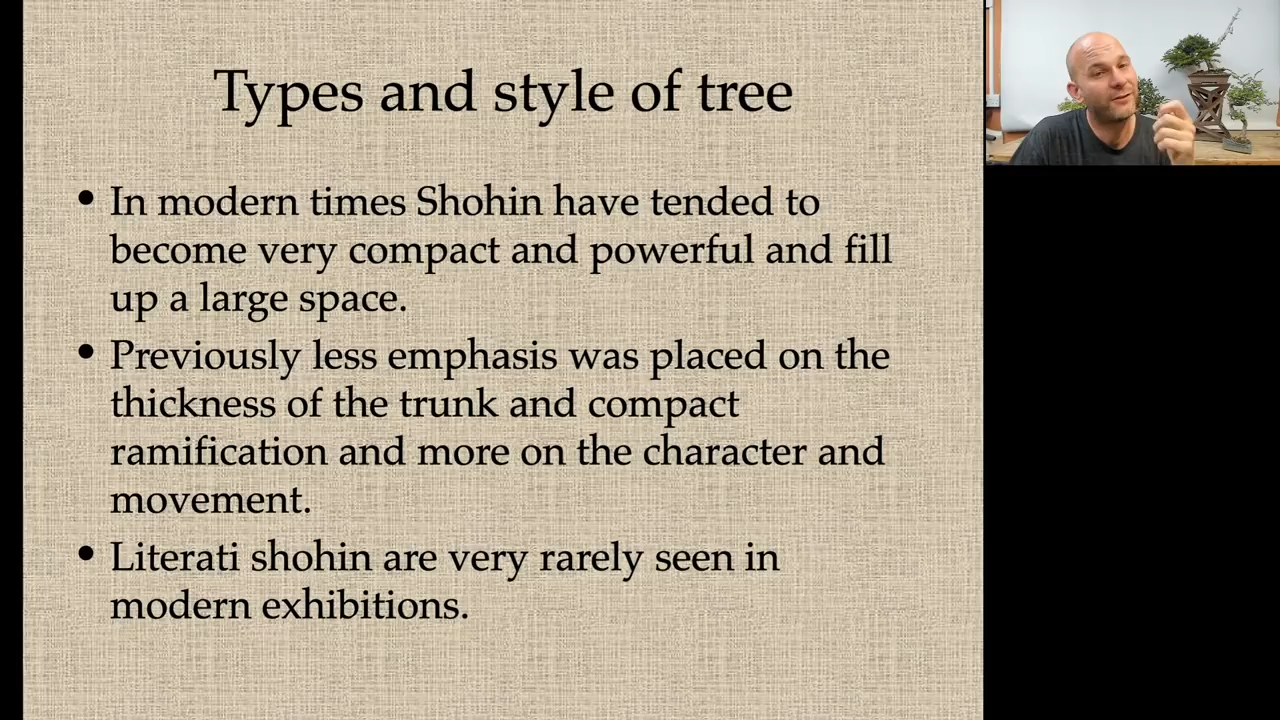 Types and style of tree
• In modern times Shohin have tended to
become very compact and powerful and fill
up a large space.
• Previously less emphasis was placed on the
thickness of the trunk and compact
ramification and more on the character and
movement.
• Literati shohin are very rarely seen in
modern exhibitions.